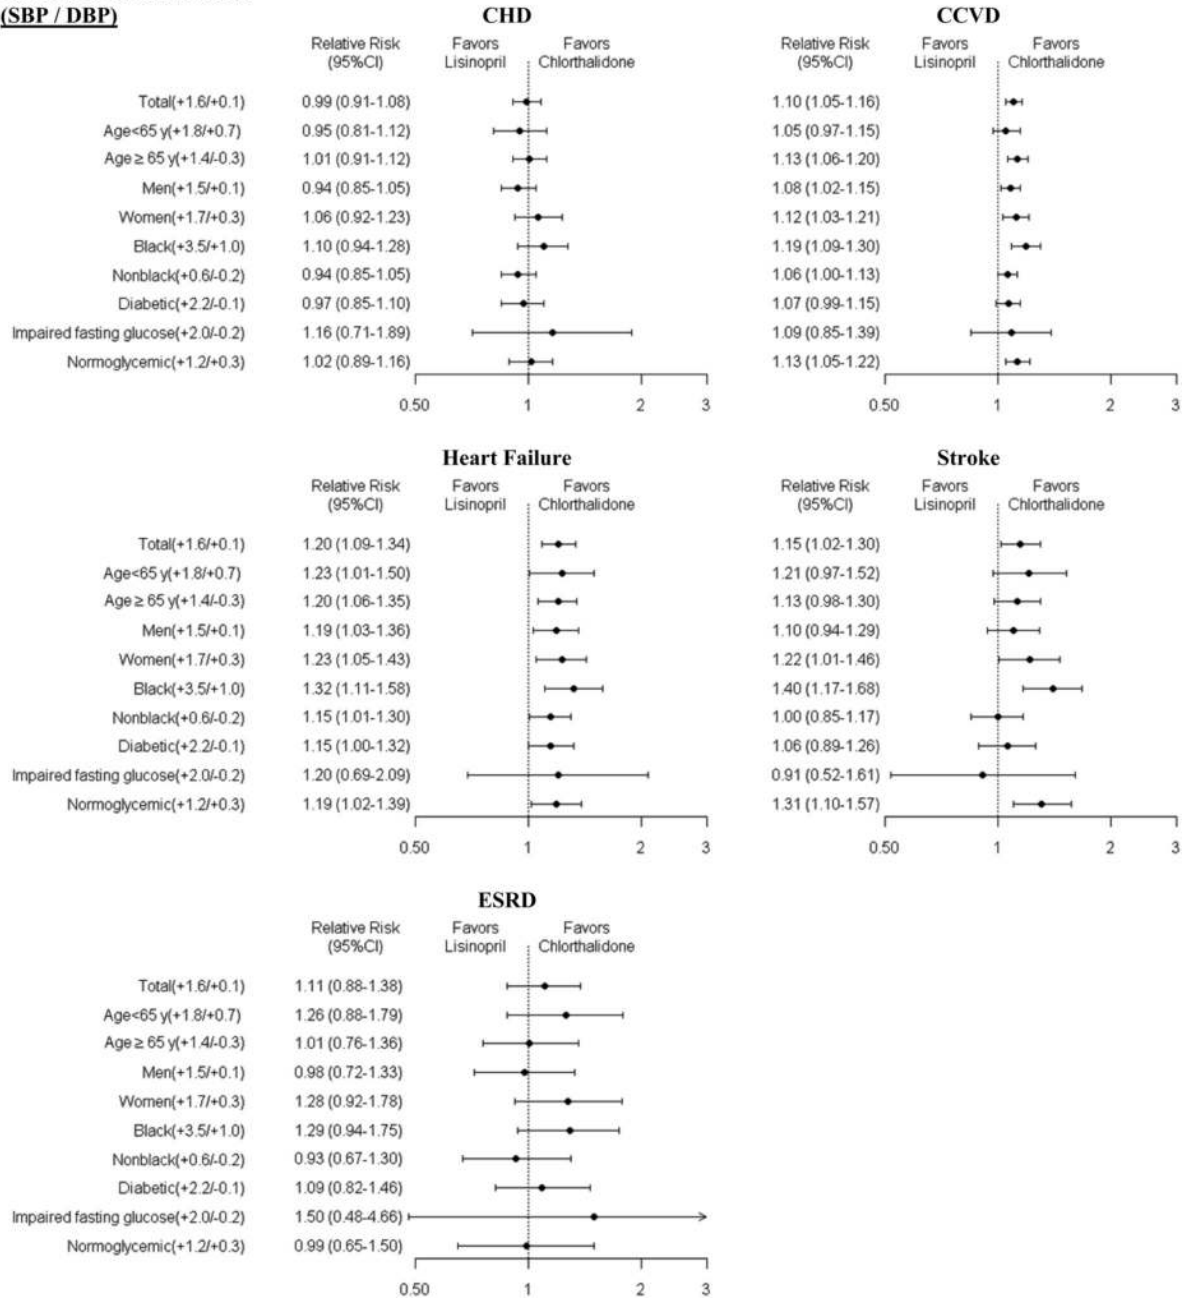 (SBP / DBP)
CHD
Relative Risk (95%CI) Favors Lisinopril Favors Chlorthalidone
Total(+1.6/+0.1) 0.99 (0.91-1.08)
Age<65 y(+1.8/+0.7) 0.95 (0.81-1.12)
Age ≥ 65 y(+1.4/-0.3) 1.01 (0.91-1.12)
Men(+1.5/+0.1) 0.94 (0.85-1.05)
Women(+1.7/+0.3) 1.06 (0.92-1.23)
Black(+3.5/+1.0) 1.10 (0.94-1.28)
Nonblack(+0.6/-0.2) 0.94 (0.85-1.05)
Diabetic(+2.2/-0.1) 0.97 (0.85-1.10)
Impaired fasting glucose(+2.0/-0.2) 1.16 (0.71-1.89)
Normoglycemic(+1.2/+0.3) 1.02 (0.89-1.16)
0.50 1 2 3
CCVD
Relative Risk (95%CI) Favors Lisinopril Favors Chlorthalidone
1.10 (1.05-1.16)
1.05 (0.97-1.15)
1.13 (1.06-1.20)
1.08 (1.02-1.15)
1.12 (1.03-1.21)
1.19 (1.09-1.30)
1.06 (1.00-1.13)
1.07 (0.99-1.15)
1.09 (0.85-1.39)
1.13 (1.05-1.22)
0.50 1 2 3
Heart Failure
Relative Risk (95%CI) Favors Lisinopril Favors Chlorthalidone
Total(+1.6/+0.1) 1.20 (1.09-1.34)
Age<65 y(+1.8/+0.7) 1.23 (1.01-1.50)
Age ≥ 65 y(+1.4/-0.3) 1.20 (1.06-1.35)
Men(+1.5/+0.1) 1.19 (1.03-1.36)
Women(+1.7/+0.3) 1.23 (1.05-1.43)
Black(+3.5/+1.0) 1.32 (1.11-1.58)
Nonblack(+0.6/-0.2) 1.15 (1.01-1.30)
Diabetic(+2.2/-0.1) 1.15 (1.00-1.32)
Impaired fasting glucose(+2.0/-0.2) 1.20 (0.69-2.09)
Normoglycemic(+1.2/+0.3) 1.19 (1.02-1.39)
0.50 1 2 3
Stroke
Relative Risk (95%CI) Favors Lisinopril Favors Chlorthalidone
1.15 (1.02-1.30)
1.21 (0.97-1.52)
1.13 (0.98-1.30)
1.10 (0.94-1.29)
1.22 (1.01-1.46)
1.40 (1.17-1.68)
1.00 (0.85-1.17)
1.06 (0.89-1.26)
0.91 (0.52-1.61)
1.31 (1.10-1.57)
0.50 1 2 3
ESRD
Relative Risk (95%CI) Favors Lisinopril Favors Chlorthalidone
Total(+1.6/+0.1) 1.11 (0.88-1.38)
Age<65 y(+1.8/+0.7) 1.26 (0.88-1.79)
Age ≥ 65 y(+1.4/-0.3) 1.01 (0.76-1.36)
Men(+1.5/+0.1) 0.98 (0.72-1.33)
Women(+1.7/+0.3) 1.28 (0.92-1.78)
Black(+3.5/+1.0) 1.29 (0.94-1.75)
Nonblack(+0.6/-0.2) 0.93 (0.67-1.30)
Diabetic(+2.2/-0.1) 1.09 (0.82-1.46)
Impaired fasting glucose(+2.0/-0.2) 1.50 (0.48-4.66)
Normoglycemic(+1.2/+0.3) 0.99 (0.65-1.50)
0.50 1 2 3